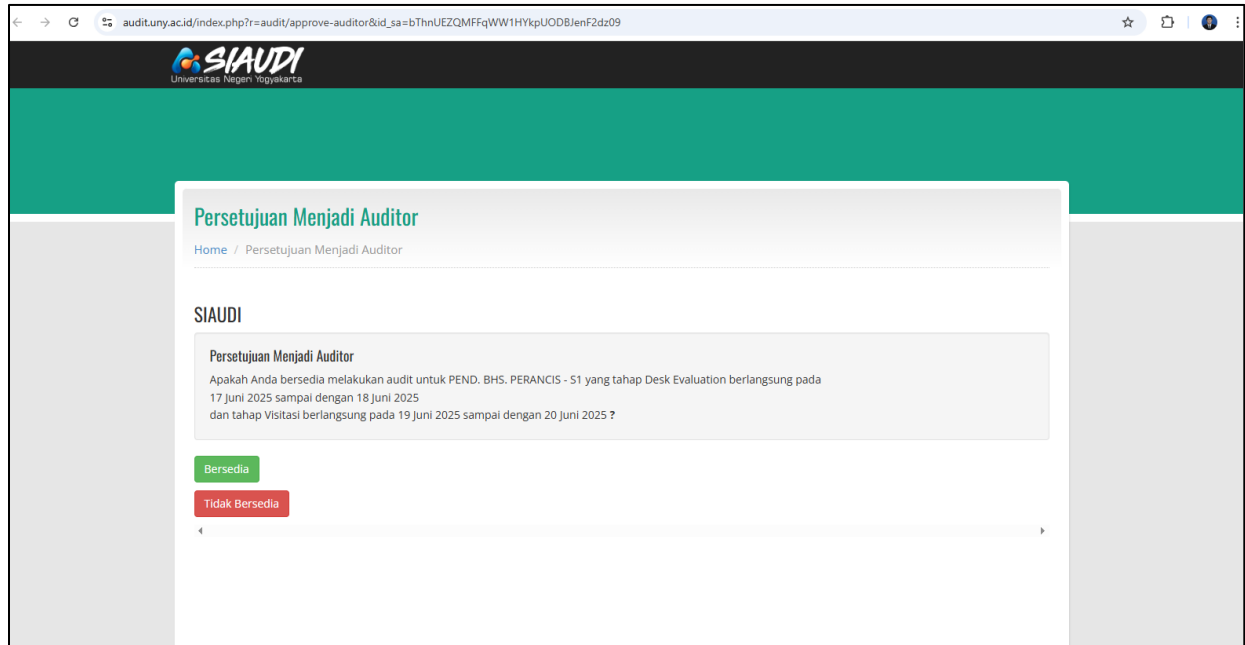 audit.uny.ac.id/index.php?r=audit/approve-auditor&id_sa=bThnUEZQMFFqWW1HYkpUODBJenF2dz09
SIAUDI
Universitas Negeri Yogyakarta
Persetujuan Menjadi Auditor
Home / Persetujuan Menjadi Auditor
SIAUDI
Persetujuan Menjadi Auditor
Apakah Anda bersedia melakukan audit untuk PEND. BHS. PERANCIS - S1 yang tahap Desk Evaluation berlangsung pada
17 Juni 2025 sampai dengan 18 Juni 2025
dan tahap Visitasi berlangsung pada 19 Juni 2025 sampai dengan 20 Juni 2025 ?
Bersedia
Tidak Bersedia